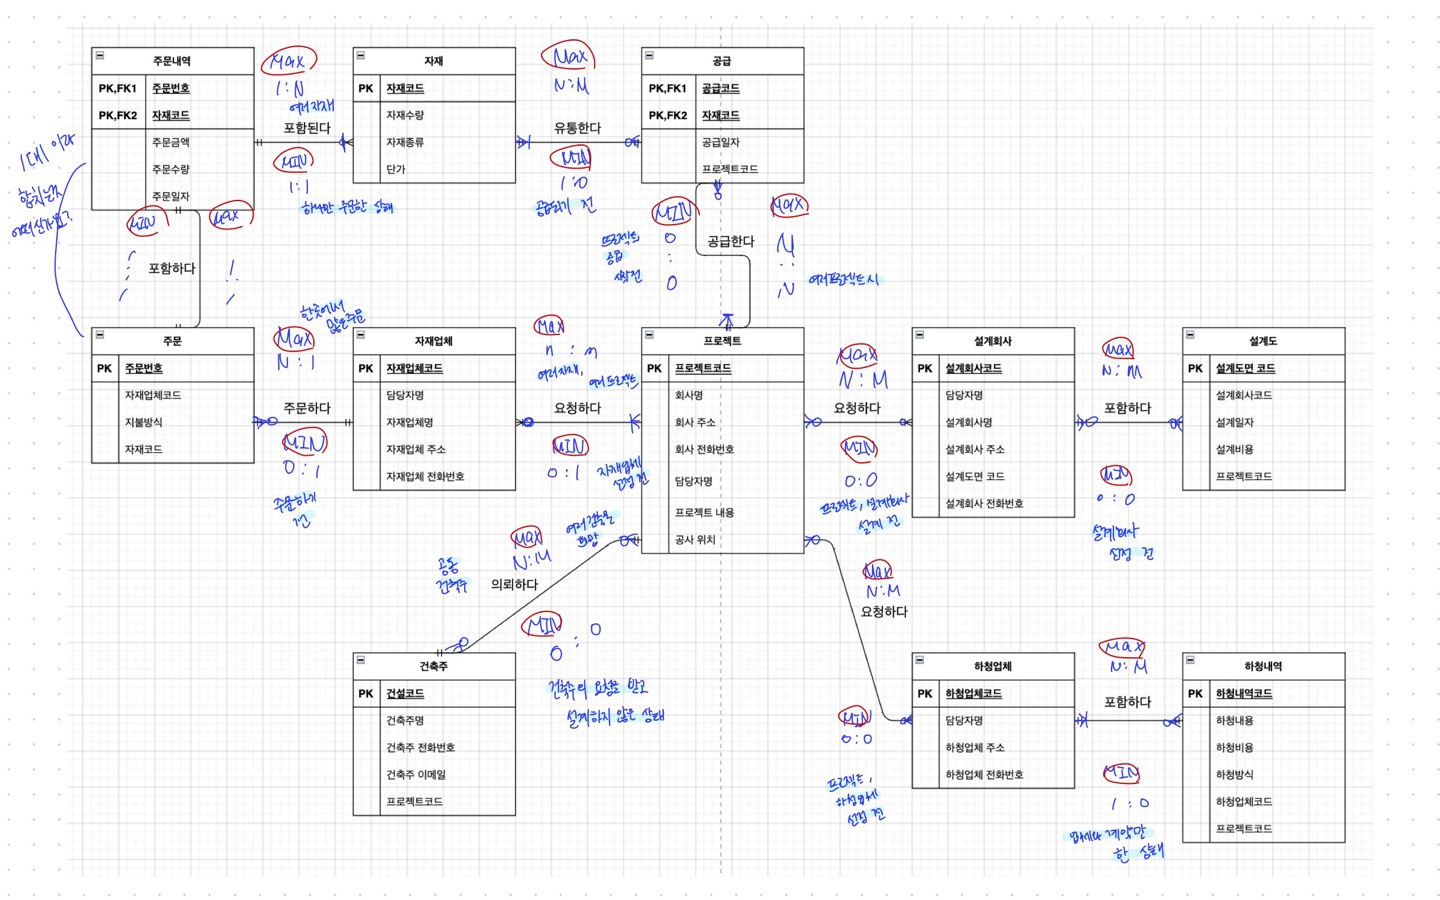 주문내역
PK,FK1 주문번호
PK,FK2 자재코드
주문금액
주문수량
주문일자
Max
1:N
여러자재
포함된다
MIN
1:1
하나만 주문한 상태
자재
PK 자재코드
자재수량
자재종류
단가
Max
N:M
유통한다
MIN
1:0
공급되기 전
공급
PK,FK1 공급코드
PK,FK2 자재코드
공급일자
프로젝트코드
1대1 이라
합치는게
어떠신가요?
MIN
1:1
포함하다
Max
1:1
MIN
0:0
프로젝트,
공급
시작전
공급한다
Max
M:N
여러프로젝트시
주문
PK 주문번호
자재업체코드
지불방식
자재코드
한곳에서
많은주문
Max
N:1
주문하다
MIN
0:1
주문하기
전
자재업체
PK 자재업체코드
담당자명
자재업체명
자재업체 주소
자재업체 전화번호
Max
n:m
여러자재, 여러프로젝트
요청하다
MIN
0:1
자재업체
선정 전
프로젝트
PK 프로젝트코드
회사명
회사 주소
회사 전화번호
담당자명
프로젝트 내용
공사 위치
Max
N:M
요청하다
MIN
0:0
프로젝트, 설계회사
설계 전
설계회사
PK 설계회사코드
담당자명
설계회사명
설계회사 주소
설계도면 코드
설계회사 전화번호
Max
N:M
포함하다
MIN
0:0
설계회사
선정 전
설계도
PK 설계도면 코드
설계회사코드
설계일자
설계비용
프로젝트코드
여러건축물
희망
Max
N:M
공동
건축주
의뢰하다
MIN
0:0
건축주의 요청을 받고
설계하지 않은 상태
건축주
PK 건설코드
건축주명
건축주 전화번호
건축주 이메일
프로젝트코드
Max
N:M
요청하다
MIN
0:0
프로젝트,
하청업체
선정 전
하청업체
PK 하청업체코드
담당자명
하청업체 주소
하청업체 전화번호
Max
N:M
포함하다
MIN
1:0
업체와 계약만
한 상태
하청내역
PK 하청내역코드
하청내용
하청비용
하청방식
하청업체코드
프로젝트코드